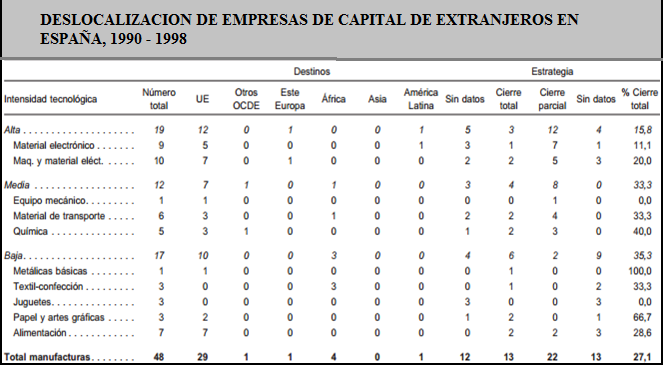 DESLOCALIZACION DE EMPRESAS DE CAPITAL DE EXTRANJEROS EN
ESPAÑA, 1990 - 1998
Destinos Estrategia
Intensidad tecnológica Número total UE Otros OCDE Este Europa África Asia América Latina Sin datos Cierre total Cierre parcial Sin datos % Cierre total
Alta . . . . . . . . . . . . . . . . . . . . 19 12 0 1 0 0 1 5 3 12 4 15,8
Material electrónico . . . . . . . 9 5 0 0 0 0 1 3 1 7 1 11,1
Maq. y material eléct. . . . . . 10 7 0 1 0 0 0 2 2 5 3 20,0
Media . . . . . . . . . . . . . . . . . . 12 7 1 0 1 0 0 3 4 8 0 33,3
Equipo mecánico . . . . . . . . . 1 1 0 0 0 0 0 0 0 1 0 0,0
Material de transporte . . . . . 6 3 0 0 1 0 0 2 2 4 0 33,3
Química . . . . . . . . . . . . . . . . 5 3 1 0 0 0 0 1 2 3 0 40,0
Baja . . . . . . . . . . . . . . . . . . . 17 10 0 0 3 0 0 4 6 2 9 35,3
Metálicas básicas . . . . . . . . 1 1 0 0 0 0 0 0 1 0 0 100,0
Textil-confección . . . . . . . . . 3 0 0 0 3 0 0 0 1 0 2 33,3
Juguetes . . . . . . . . . . . . . . . 3 0 0 0 0 0 0 3 0 0 3 0,0
Papel y artes gráficas . . . . . 3 2 0 0 0 0 0 1 2 0 1 66,7
Alimentación . . . . . . . . . . . . 7 7 0 0 0 0 0 0 2 2 3 28,6
Total manufacturas . . . . . . . . 48 29 1 1 4 0 1 12 13 22 13 27,1